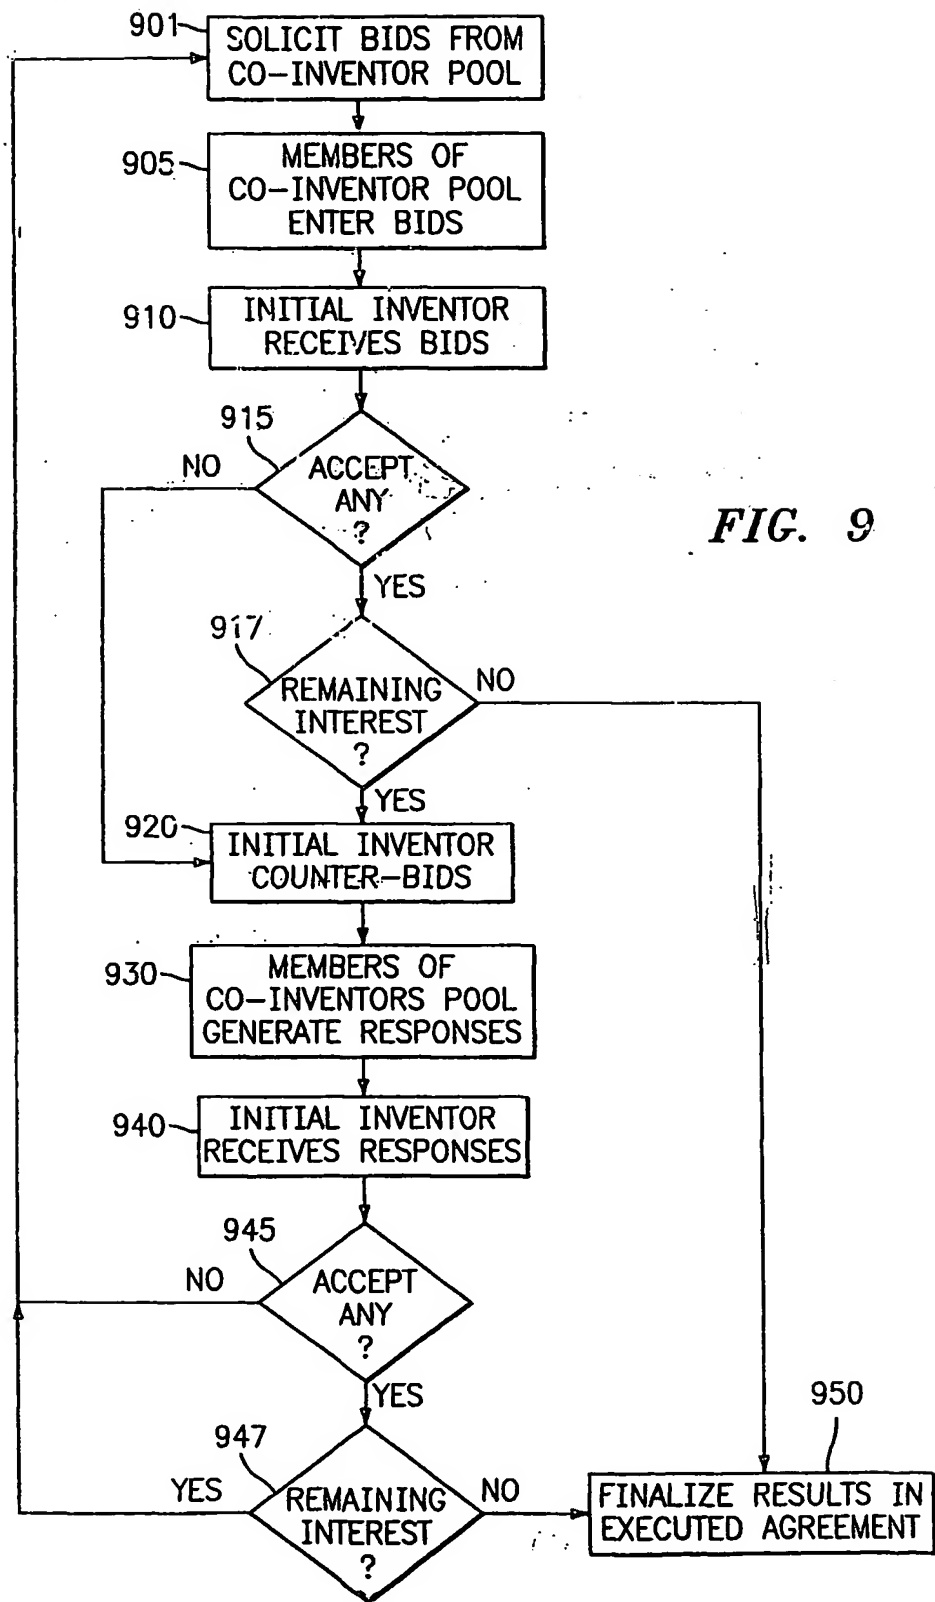 901
SOLICIT BIDS FROM
CO-INVENTOR POOL
905
MEMBERS OF
CO-INVENTOR POOL
ENTER BIDS
910
INITIAL INVENTOR
RECEIVES BIDS
915
NO
ACCEPT
ANY
?
FIG. 9
YES
917
REMAINING
INTEREST
?
NO
YES
920
INITIAL INVENTOR
COUNTER-BIDS
930
MEMBERS OF
CO-INVENTORS POOL
GENERATE RESPONSES
940
INITIAL INVENTOR
RECEIVES RESPONSES
945
NO
ACCEPT
ANY
?
YES
947
YES
REMAINING
INTEREST
?
NO
950
FINALIZE RESULTS IN
EXECUTED AGREEMENT